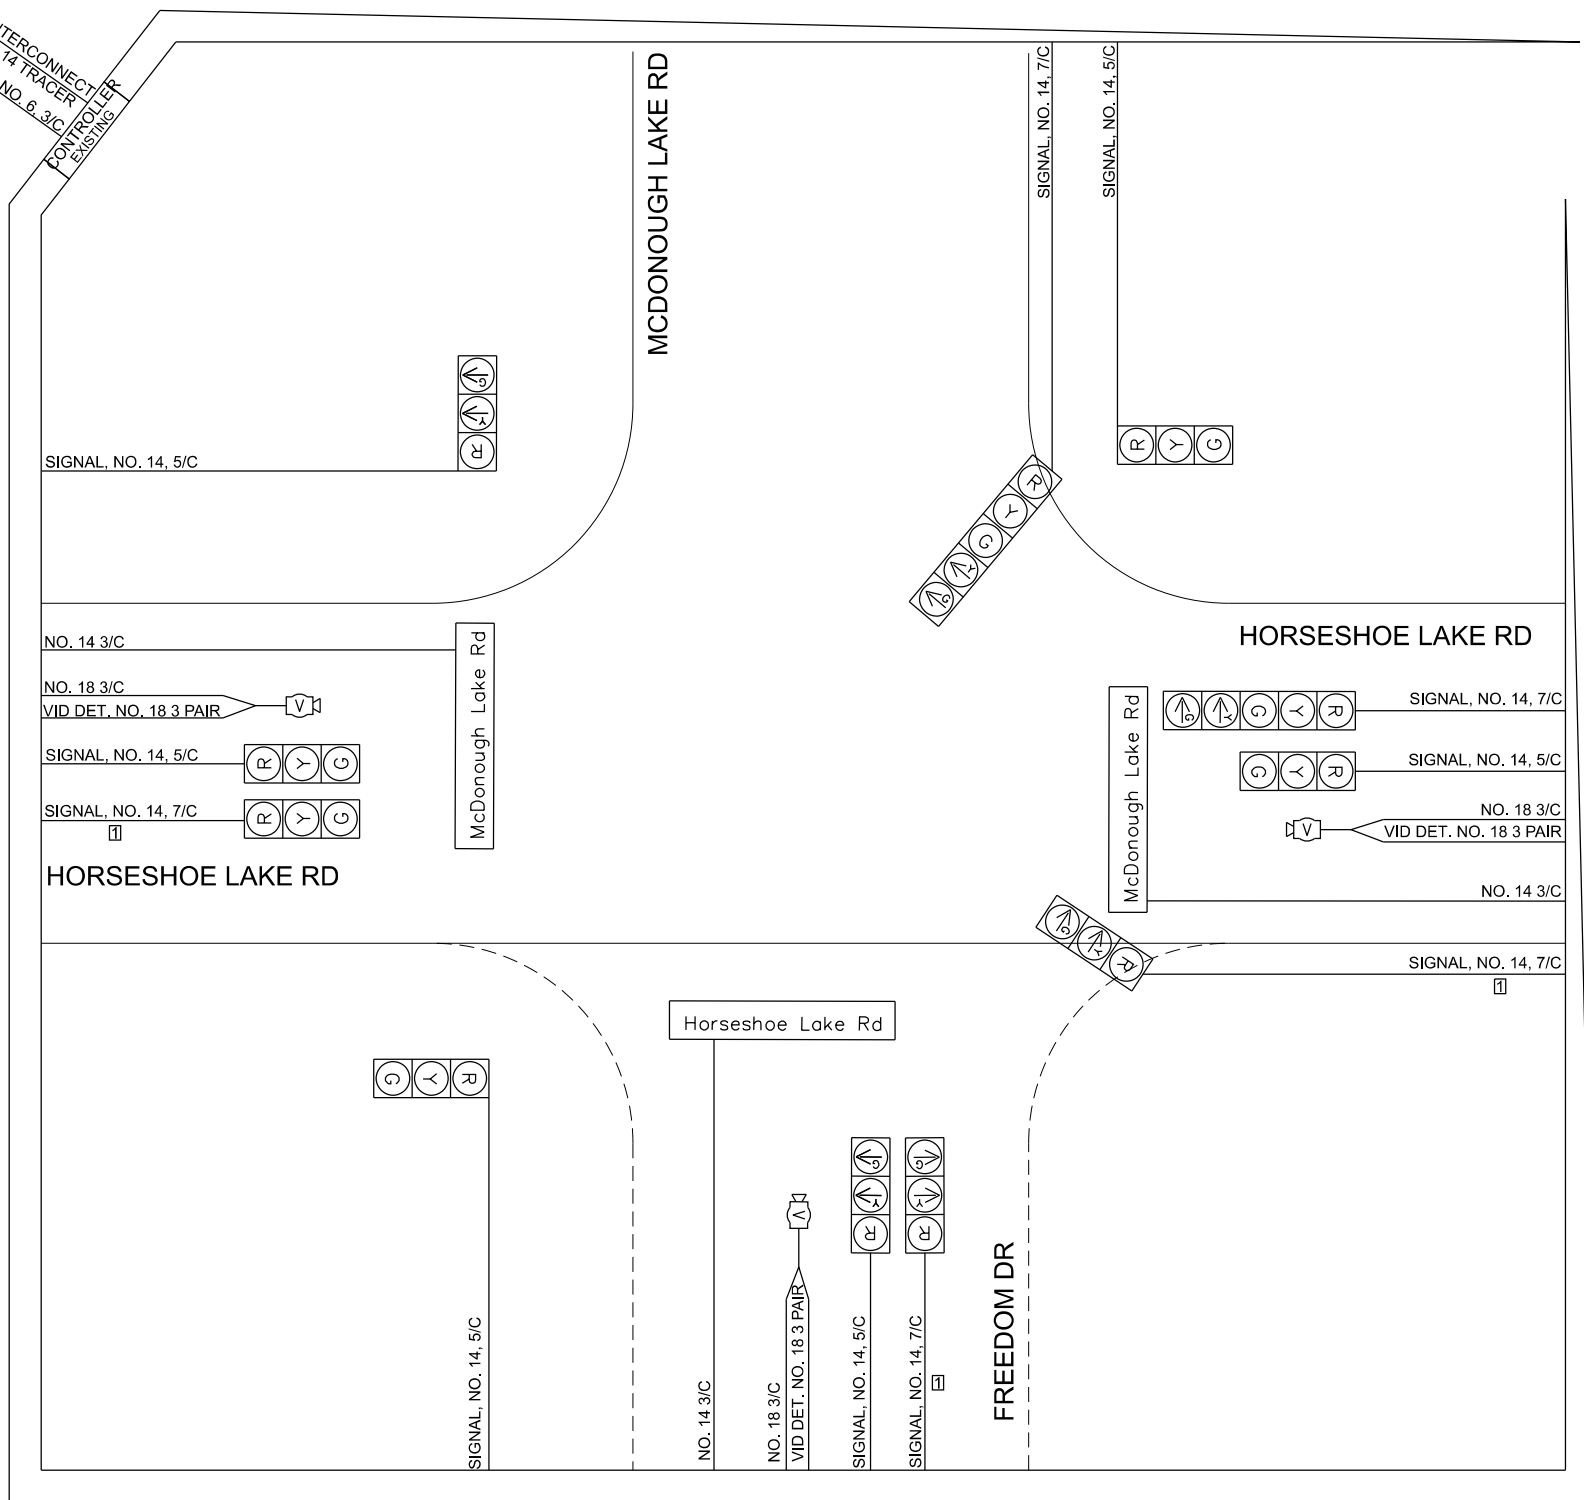 TERCONNECT
14 TRACER
NO. 6, 3/C
CONTROLLER
EXISTING
MCDONOUGH LAKE RD
SIGNAL, NO. 14, 7/C
SIGNAL, NO. 14, 5/C
G
Y
R
SIGNAL, NO. 14, 5/C
R Y G
R
Y
G
Y
G
HORSESHOE LAKE RD
NO. 14 3/C
McDonough Lake Rd
NO. 18 3/C
VID DET. NO. 18 3 PAIR
V
SIGNAL, NO. 14, 5/C
R Y G
SIGNAL, NO. 14, 7/C
1
R Y G
HORSESHOE LAKE RD
McDonough Lake Rd
G Y G Y R
SIGNAL, NO. 14, 7/C
G Y R
SIGNAL, NO. 14, 5/C
V
NO. 18 3/C
VID DET. NO. 18 3 PAIR
NO. 14 3/C
G Y R
SIGNAL, NO. 14, 7/C
1
Horseshoe Lake Rd
G Y R
SIGNAL, NO. 14, 5/C
NO. 14 3/C
V
NO. 18 3/C
VID DET. NO. 18 3 PAIR
G
Y
R
SIGNAL, NO. 14, 5/C
G
Y
R
SIGNAL, NO. 14, 7/C
1
FREEDOM DR